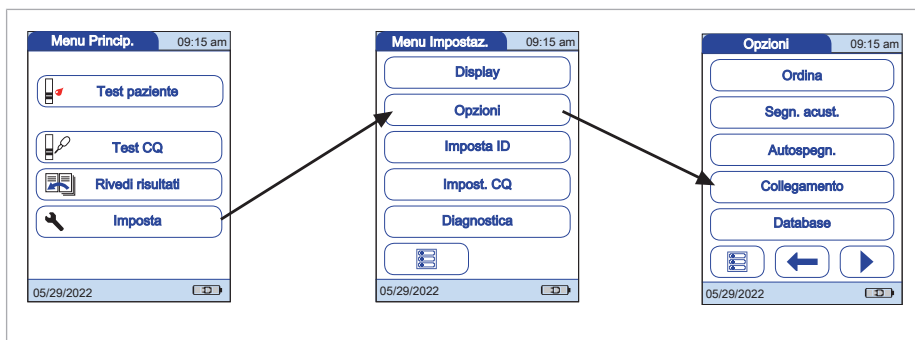 Menu Princip. 09:15 am
Test paziente
Test CQ
Rivedi risultati
Imposta
05/29/2022
Menu Impostaz. 09:15 am
Display
Opzioni
Imposta ID
Impost. CQ
Diagnostica
05/29/2022
Opzioni 09:15 am
Ordina
Segn. acust.
Autospegn.
Collegamento
Database
05/29/2022